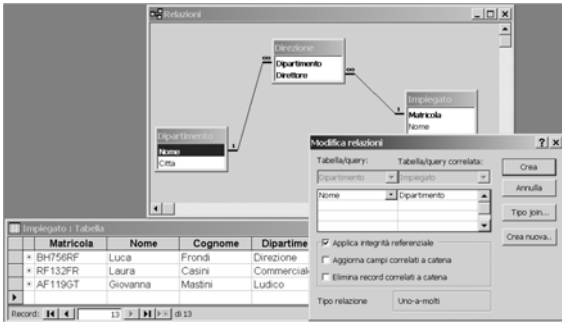 Relazioni
Direzione
Dipartimento
Direttore
Impiegato
Matricola
Nome
Dipartimento
Nome
Citta
Modifica relazioni
Tabella/query:
Tabella/query correlata:
Dipartimento
Impiegato
Nome
Dipartimento
Crea
Annulla
Tipo join...
Crea nuova..
Applica integrità referenziale
Aggiorna campi correlati a catena
Elimina record correlati a catena
Tipo relazione
Uno-a-molti
Impiegato : Tabella
Matricola Nome Cognome Dipartime
BH756RF Luca Frondi Direzione
RF132FR Laura Casini Commerciale
AF119GT Giovanna Mastini Ludico
Record: 13 di 13